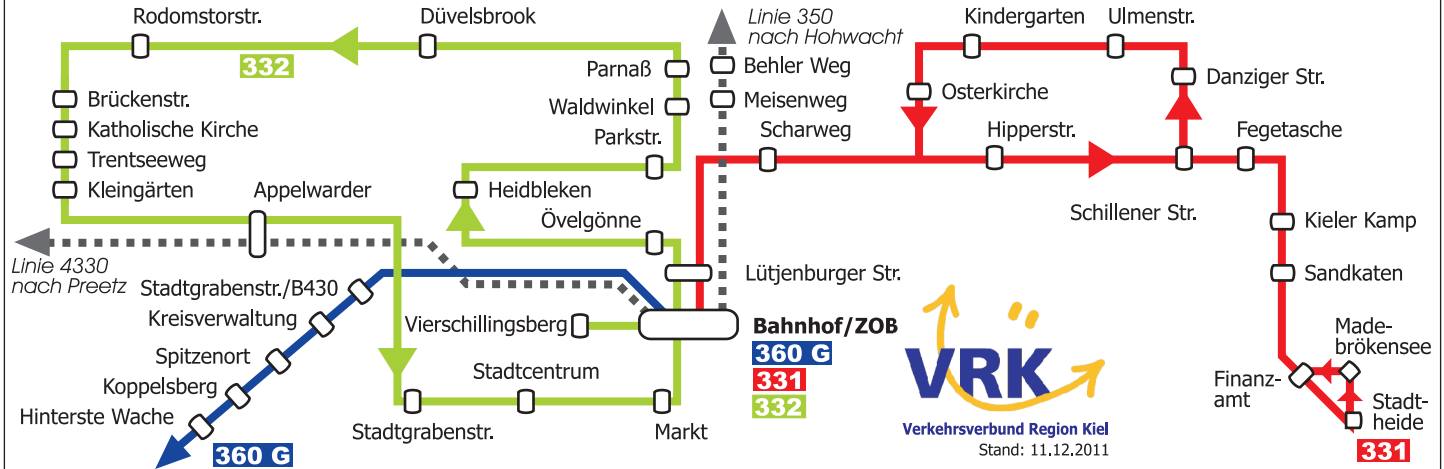 Rodomstorstr.
Düvelsbrook
332
Parnaß
Waldwinkel
Parkstr.
Brückenstr.
Katholische Kirche
Trentseeweg
Kleingärten
Appelwarder
Heidbleken
Övelgönne
Linie 4330
nach Preetz
Stadtgrabenstr./B430
Kreisverwaltung
Spitzenort
Koppelsberg
Hinterste Wache
360 G
Vierschillingsberg
Stadtcentrum
Stadtgrabenstr.
Markt
Linie 350
nach Hohwacht
Behler Weg
Meisenweg
Scharweg
Lütjenburger Str.
Bahnhof/ZOB
360 G
331
332
Kindergarten
Ulmenstr.
Osterkirche
Danziger Str.
Hipperstr.
Fegetasche
Schillener Str.
Kieler Kamp
Sandkaten
Made-
brökensee
Finanz-
amt
Stadt-
heide
331
VRK
Verkehrsverbund Region Kiel
Stand: 11.12.2011